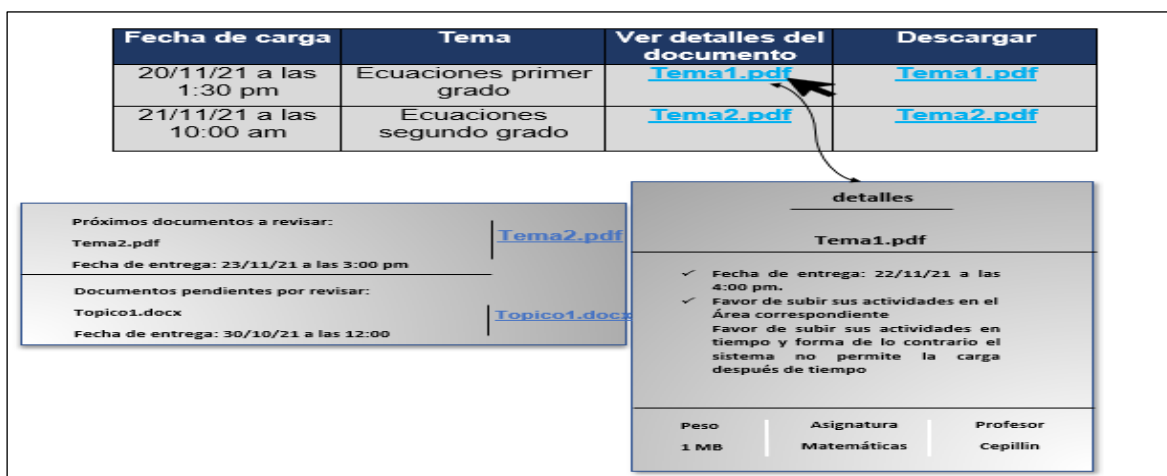 Fecha de carga Tema Ver detalles del documento Descargar
20/11/21 a las 1:30 pm Ecuaciones primer grado Tema1.pdf Tema1.pdf
21/11/21 a las 10:00 am Ecuaciones segundo grado Tema2.pdf Tema2.pdf
Próximos documentos a revisar:
Tema2.pdf
Fecha de entrega: 23/11/21 a las 3:00 pm
Tema2.pdf
Documentos pendientes por revisar:
Topico1.docx
Fecha de entrega: 30/10/21 a las 12:00
Topico1.docx
detalles
Tema1.pdf
✓ Fecha de entrega: 22/11/21 a las
4:00 pm.
✓ Favor de subir sus actividades en el
Área correspondiente
Favor de subir sus actividades en
tiempo y forma de lo contrario el
sistema no permite la carga
después de tiempo
Peso Asignatura Profesor
1 MB Matemáticas Cepillin